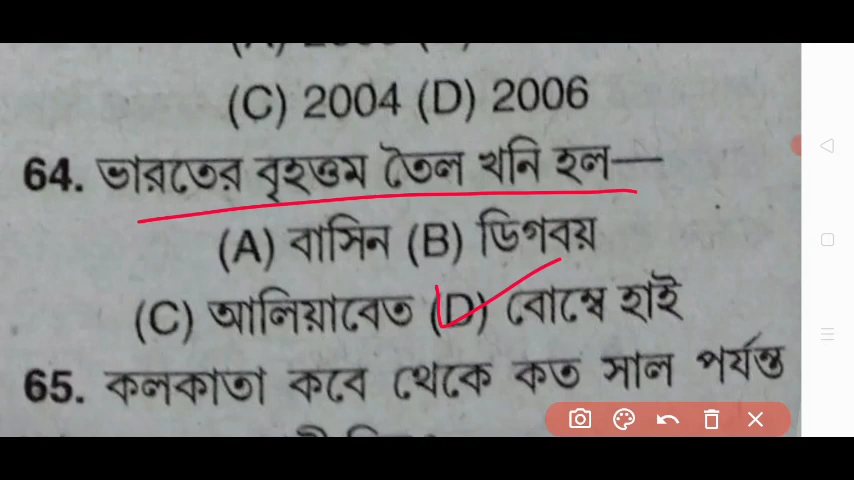 (C) 2004 (D) 2006
64. ভারতের বৃহত্তম তৈল খনি হল—
(A) বাসিন (B) ডিগবয়
(C) আলিয়াবেত (D) বোম্বে হাই
65. কলকাতা কবে থেকে কত সাল পর্যন্ত